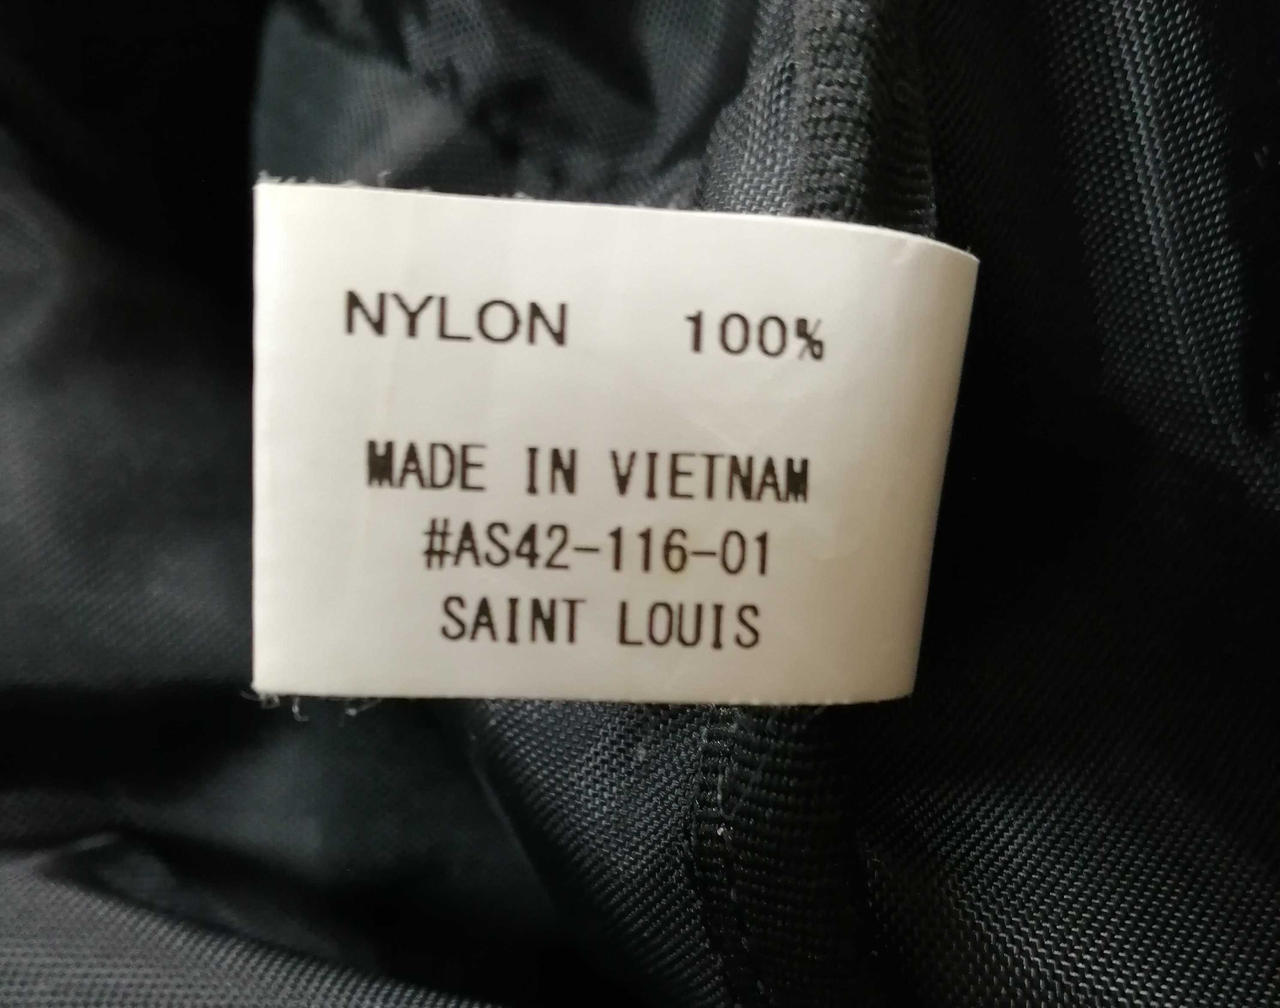 NYLON 100%
MADE IN VIETNAM
#AS42-116-01
SAINT LOUIS